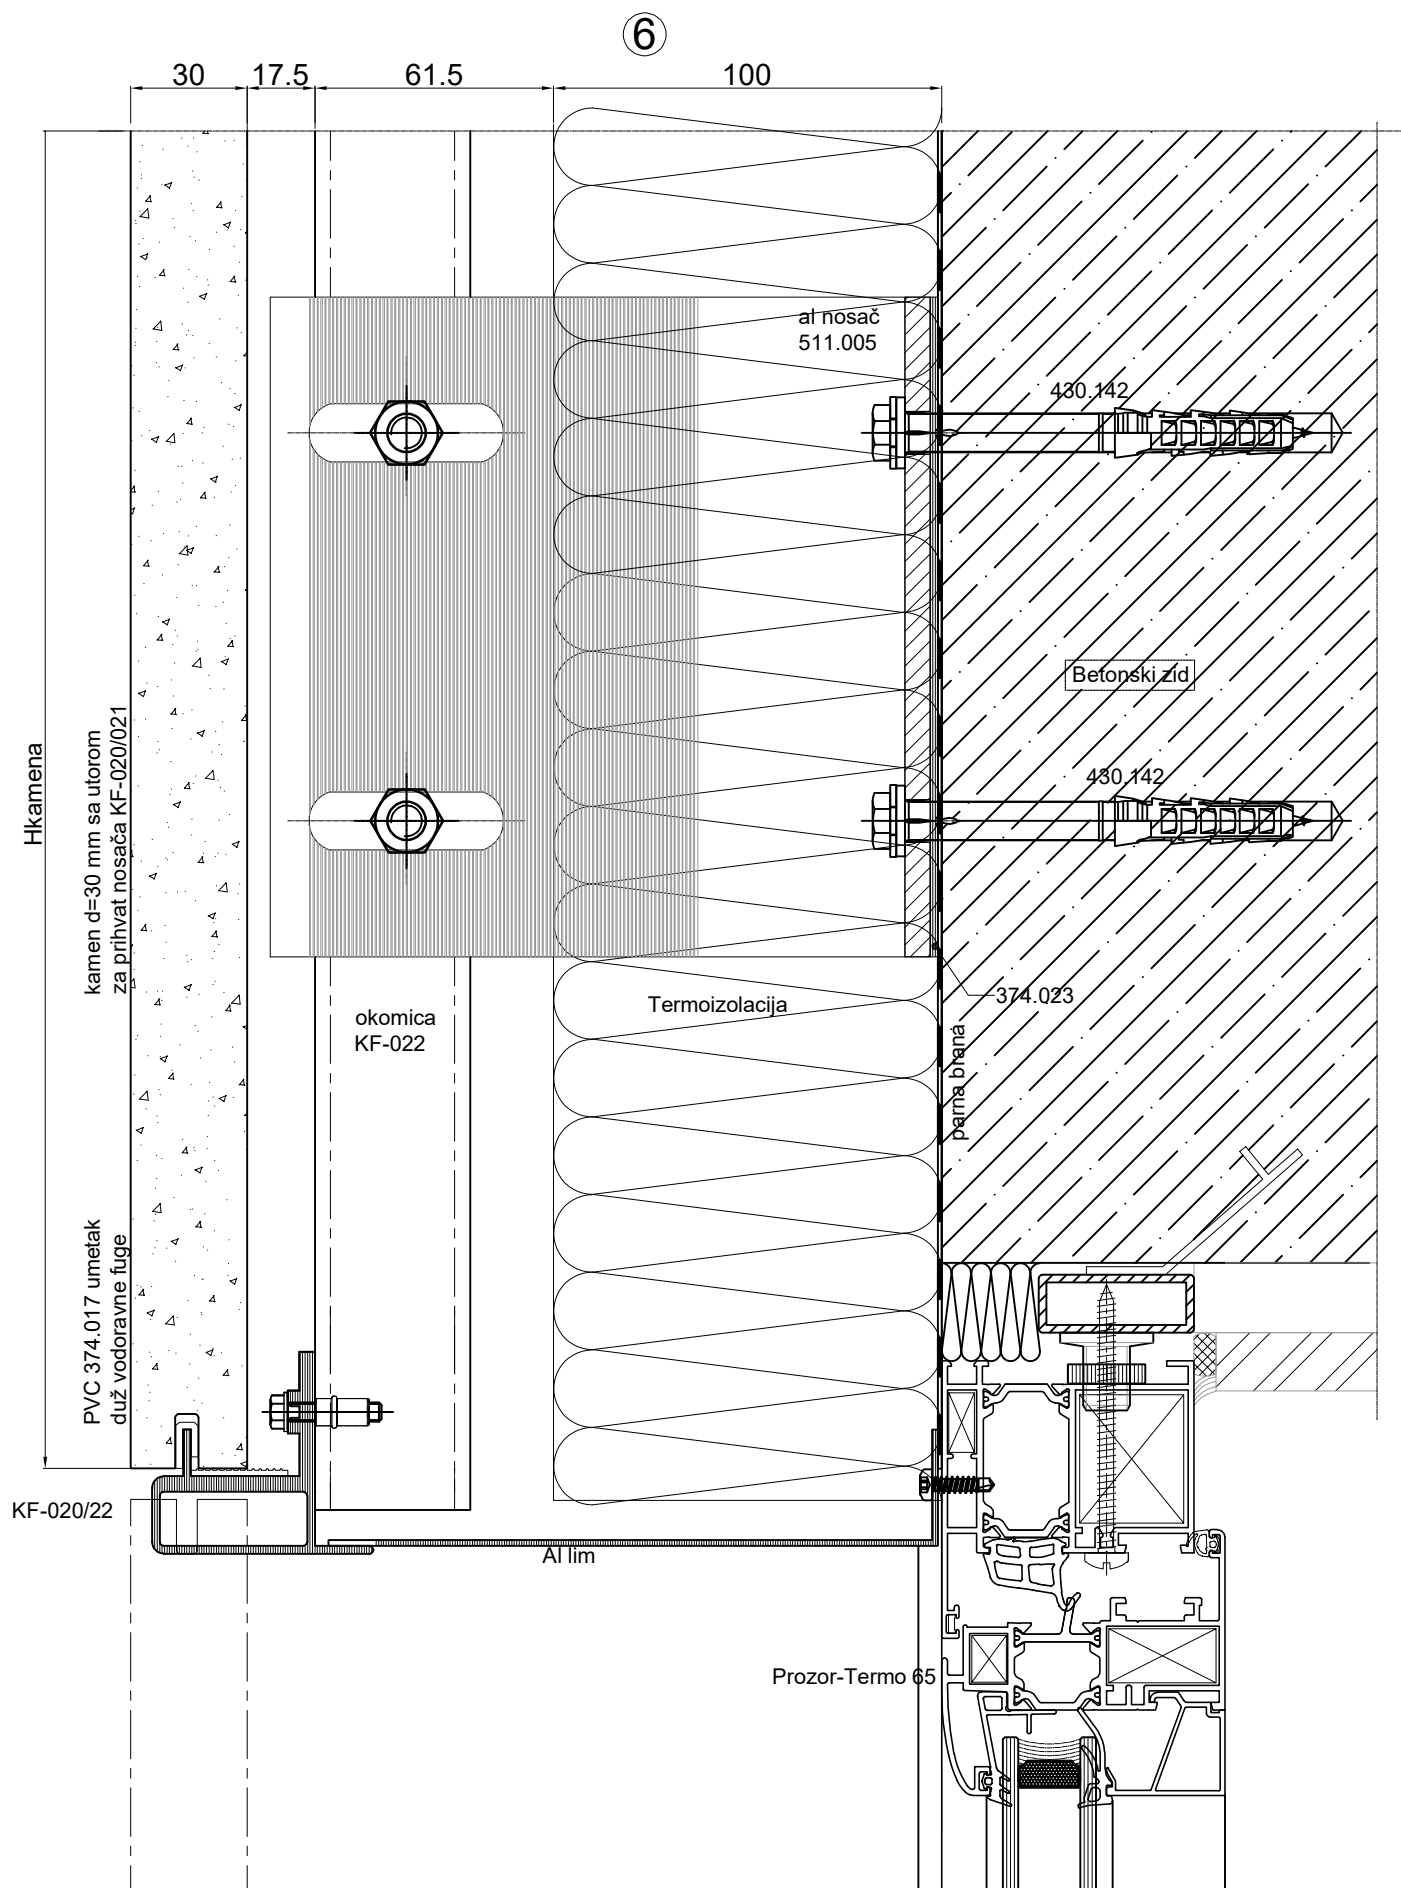 6
30
17.5
61.5
100
al nosač
511.005
430.142
Betonski zid
430.142
Hkamena
kamen d=30 mm sa utorom
za prihvat nosača KF-020/021
374.023
Termoizolacija
okomica
KF-022
parna brana
PVC 374.017 umetak
duž vodoravne fuge
KF-020/22
Al lim
Prozor-Termo 65